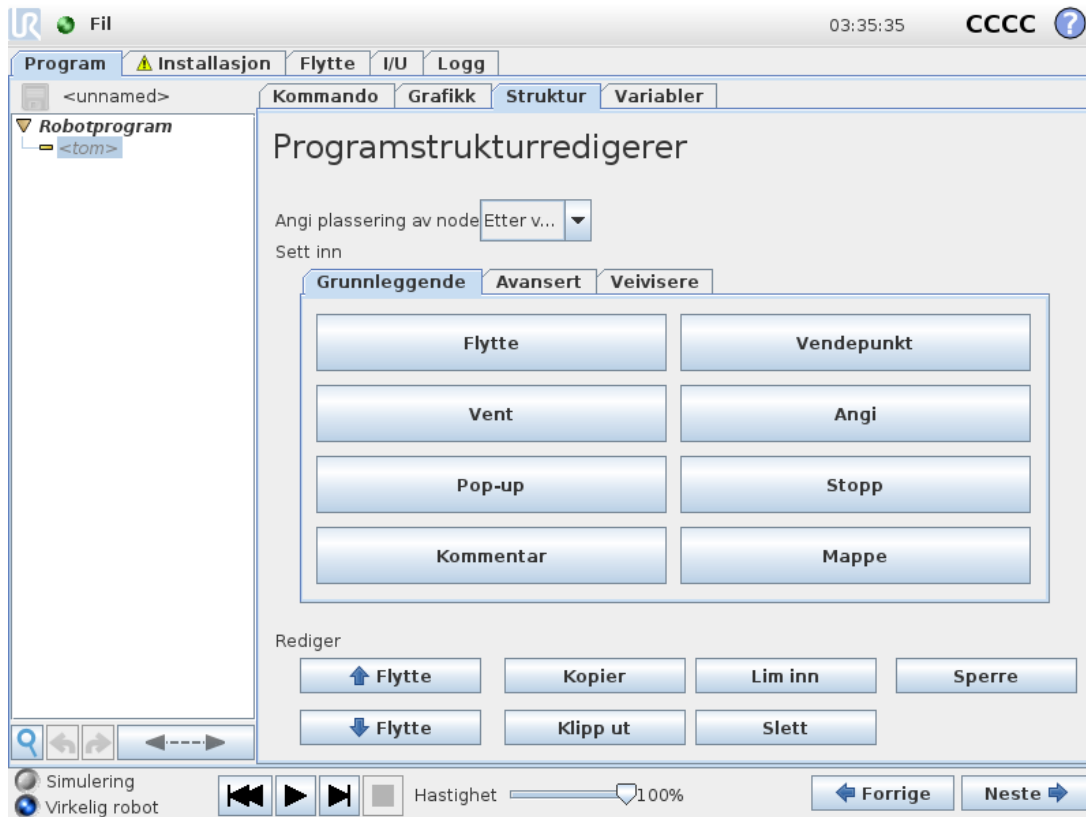 UR Fil 03:35:35 CCCC ?
Program Installasjon Flytte I/U Logg
<unnamed>
Kommando Grafikk Struktur Variabler
Robotprogram
<tom>
Programstrukturredigerer
Angi plassering av node Etter v...
Sett inn
Grunnleggende Avansert Veivisere
Flytte Vendepunkt
Vent Angi
Pop-up Stopp
Kommentar Mappe
Rediger
Flytte Kopier Lim inn Sperre
Flytte Klipp ut Slett
Simulering
Virkelig robot
Hastighet 100%
Forrige Neste